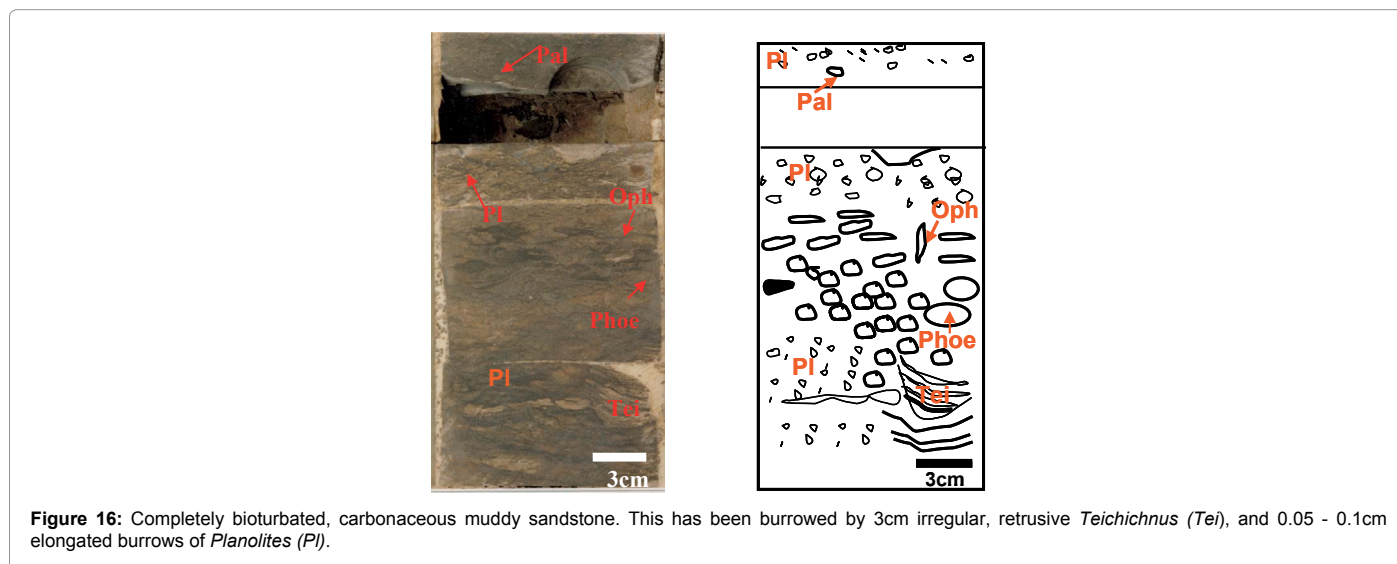 Pal
Pl
Oph
Phoe
Pl
Tei
3cm
Pl
Pal
Pl
Oph
Phoe
Pl
Tei
3cm
Figure 16: Completely bioturbated, carbonaceous muddy sandstone. This has been burrowed by 3cm irregular, retrusive Teichichnus (Tei), and 0.05 - 0.1cm
elongated burrows of Planolites (Pl).